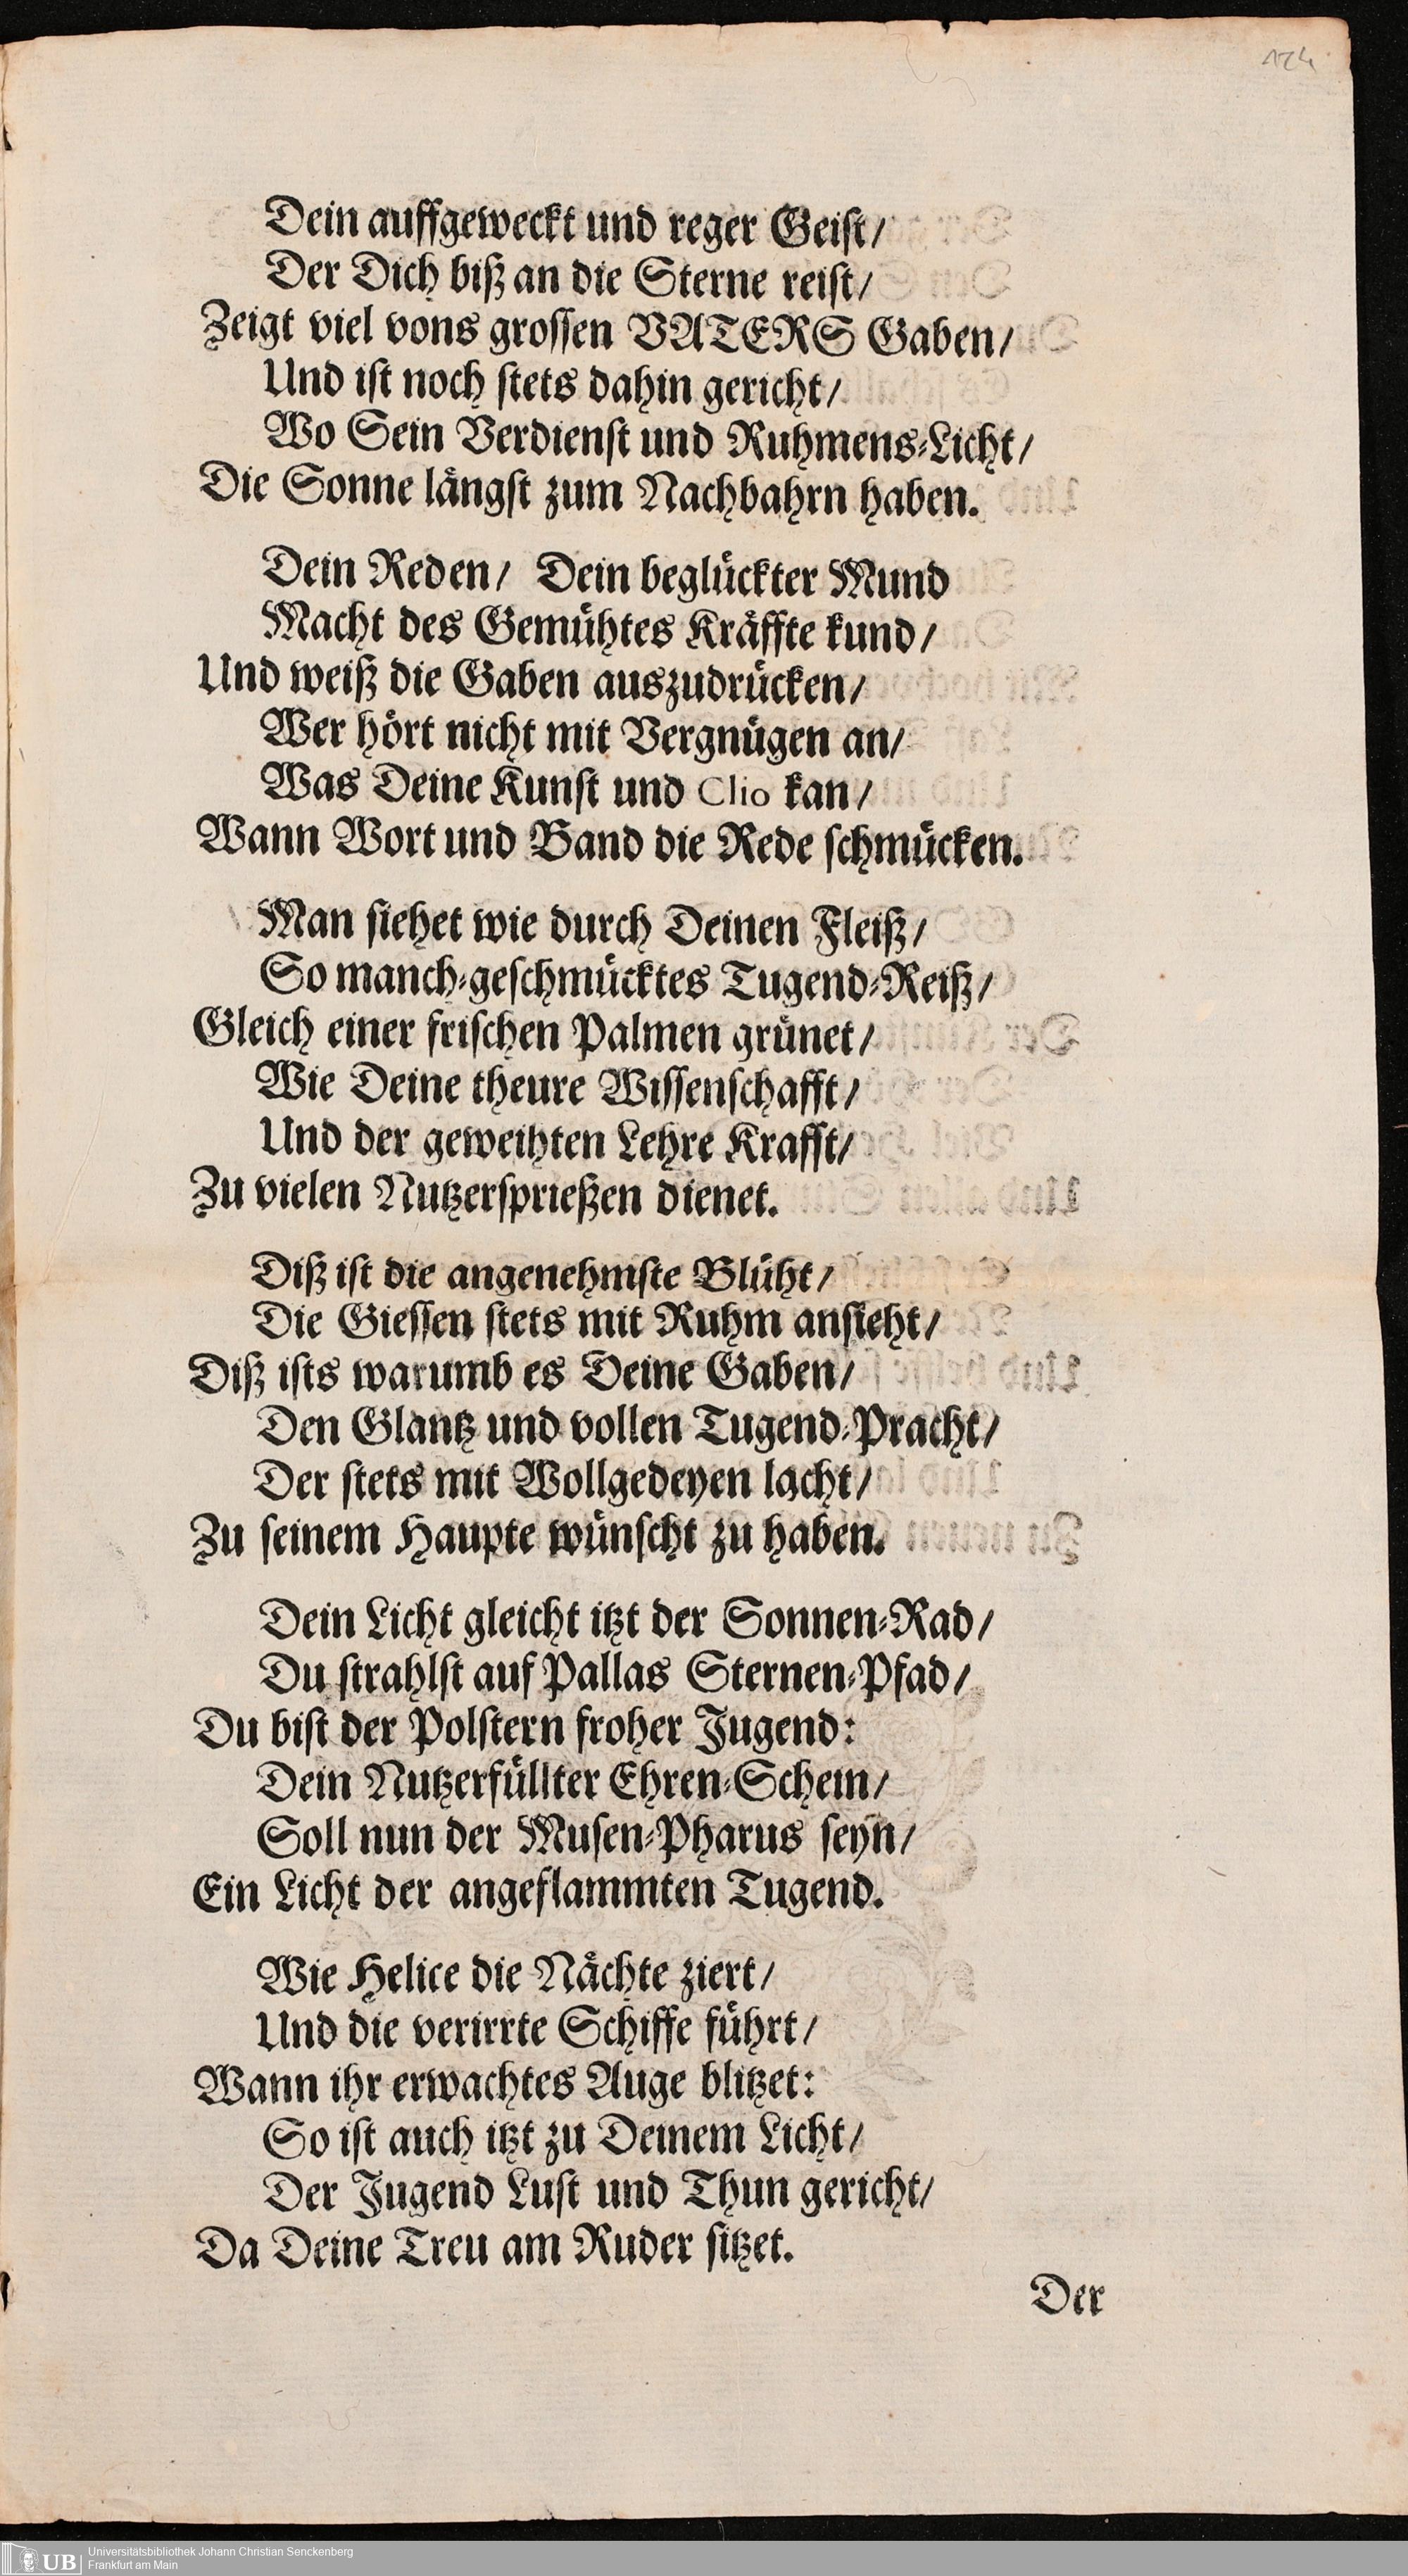 124
Dein auffgeweckt und reger Geist/
Der Dich biß an die Sterne reist/
Zeigt viel vons grossen VATERS Gaben/
Und ist noch stets dahin gericht/
Wo Sein Verdienst und Ruhmens-Licht/
Die Sonne längst zum Nachbahrn haben.
Dein Reden/ Dein beglückter Mund
Macht des Gemühtes Kräffte kund/
Und weiß die Gaben auszudrücken/
Wer hört nicht mit Vergnügen an/
Was Deine Kunst und Clio kan/
Wann Wort und Band die Rede schmücken.
Man siehet wie durch Deinen Fleiß/
So manch-geschmücktes Tugend-Reiß/
Gleich einer frischen Palmen grünet/
Wie Deine theure Wissenschafft/
Und der geweihten Lehre Krafft/
Zu vielen Nutzersprießen dienet.
Diß ist die angenehmste Blüht/
Die Giessen stets mit Ruhm ansieht/
Diß ists warumb es Deine Gaben/
Den Glantz und vollen Tugend-Pracht/
Der stets mit Wollgedeyen lacht/
Zu seinem Haupte wünscht zu haben.
Dein Licht gleicht itzt der Sonnen-Rad/
Du strahlst auf Pallas Sternen-Pfad/
Du bist der Polstern froher Jugend:
Dein Nutzerfüllter Ehren-Schein/
Soll nun der Musen-Pharus seyn/
Ein Licht der angeflammten Tugend.
Wie Helice die Nächte ziert/
Und die verirrte Schiffe führt/
Wann ihr erwachtes Auge blitzet:
So ist auch itzt zu Deinem Licht/
Der Jugend Lust und Thun gericht/
Da Deine Treu am Ruder sitzet.
Der
UB Universitätsbibliothek Johann Christian Senckenberg
Frankfurt am Main